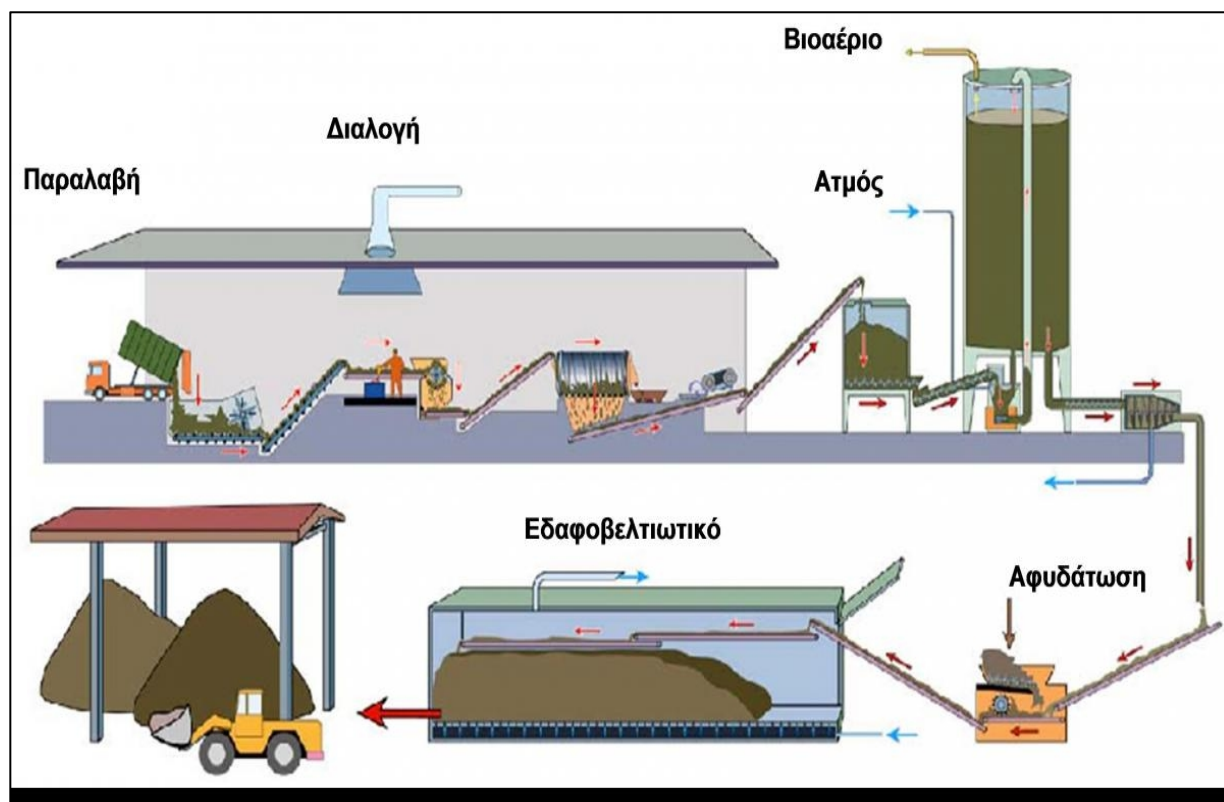 Βιοαέριο
Διαλογή
Παραλαβή
Ατμός
Εδαφοβελτιωτικό
Αφυδάτωση